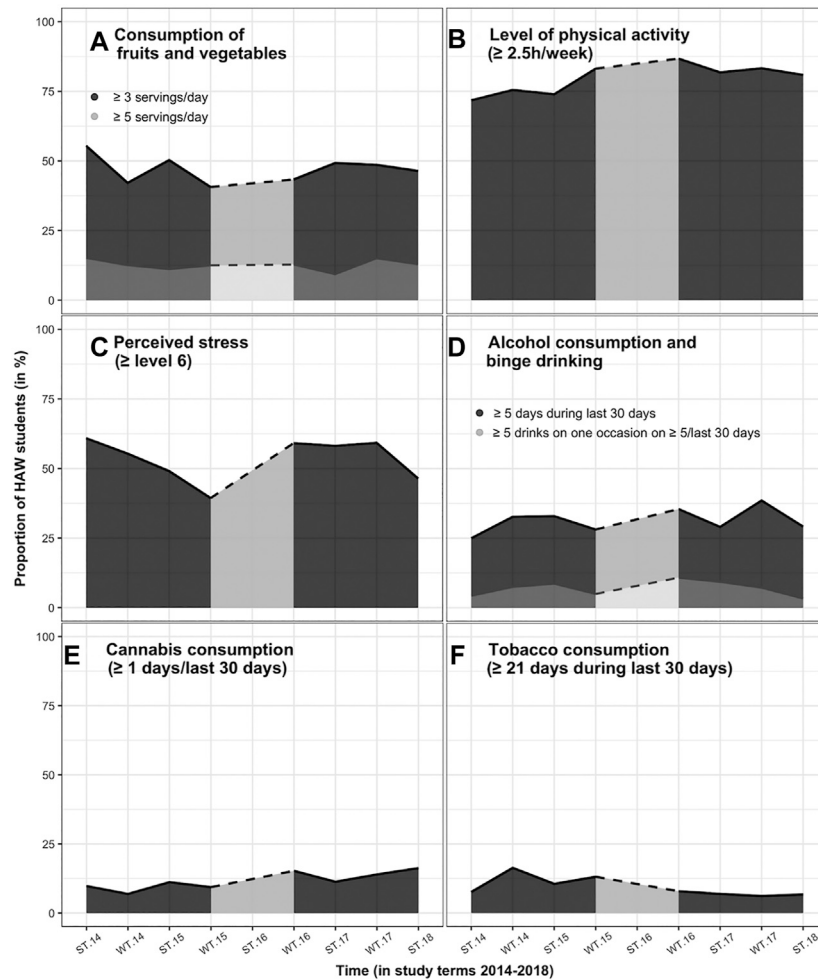 A Consumption of
fruits and vegetables
≥ 3 servings/day
≥ 5 servings/day
100
75
50
25
0
B Level of physical activity
(≥ 2.5h/week)
C Perceived stress
(≥ level 6)
100
75
50
25
0
D Alcohol consumption and
binge drinking
≥ 5 days during last 30 days
≥ 5 drinks on one occasion on ≥ 5/last 30 days
E Cannabis consumption
(≥ 1 days/last 30 days)
100
75
50
25
0
F Tobacco consumption
(≥ 21 days during last 30 days)
Proportion of HAW students (in %)
ST.14 WT.14 ST.15 WT.15 ST.16 WT.16 ST.17 WT.17 ST.18
ST.14 WT.14 ST.15 WT.15 ST.16 WT.16 ST.17 WT.17 ST.18
Time (in study terms 2014-2018)